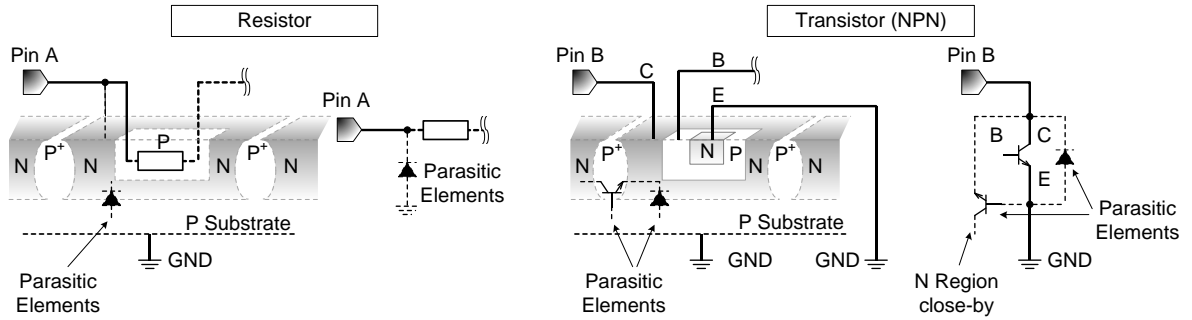 Resistor
Transistor (NPN)
Pin A
Pin A
P
N
P+
N
N
P+
N
Parasitic
Elements
P Substrate
GND
Parasitic
Elements
Pin B
C
B
E
N
P+
N
N
P
N
P+
N
P Substrate
GND
GND
Parasitic
Elements
Pin B
B
C
E
Parasitic
Elements
N Region
close-by